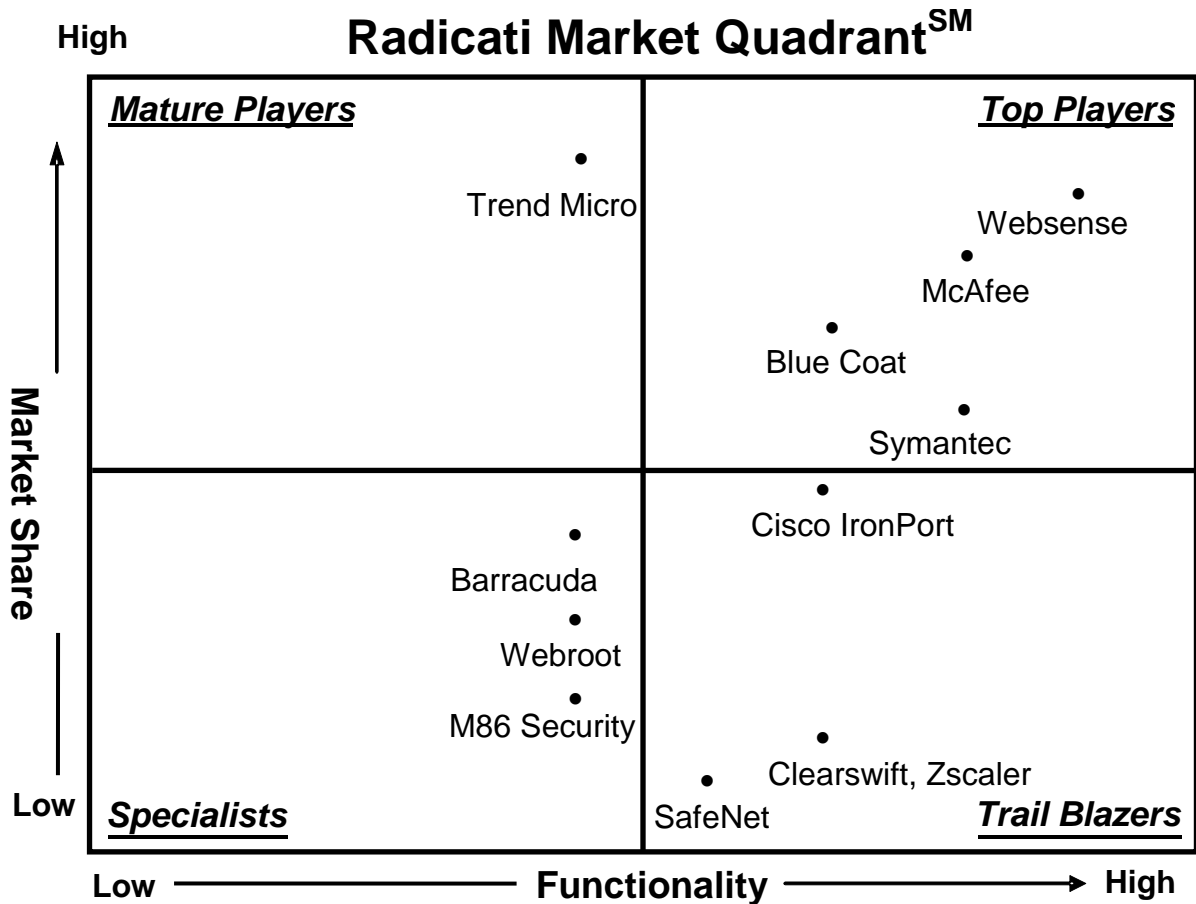 Radicati Market Quadrant SM
High
Mature Players
Top Players
Trend Micro
Websense
McAfee
Blue Coat
Symantec
Market Share
Cisco IronPort
Barracuda
Webroot
M86 Security
Clearswift, Zscaler
SafeNet
Low
Specialists
Trail Blazers
Low
Functionality
High